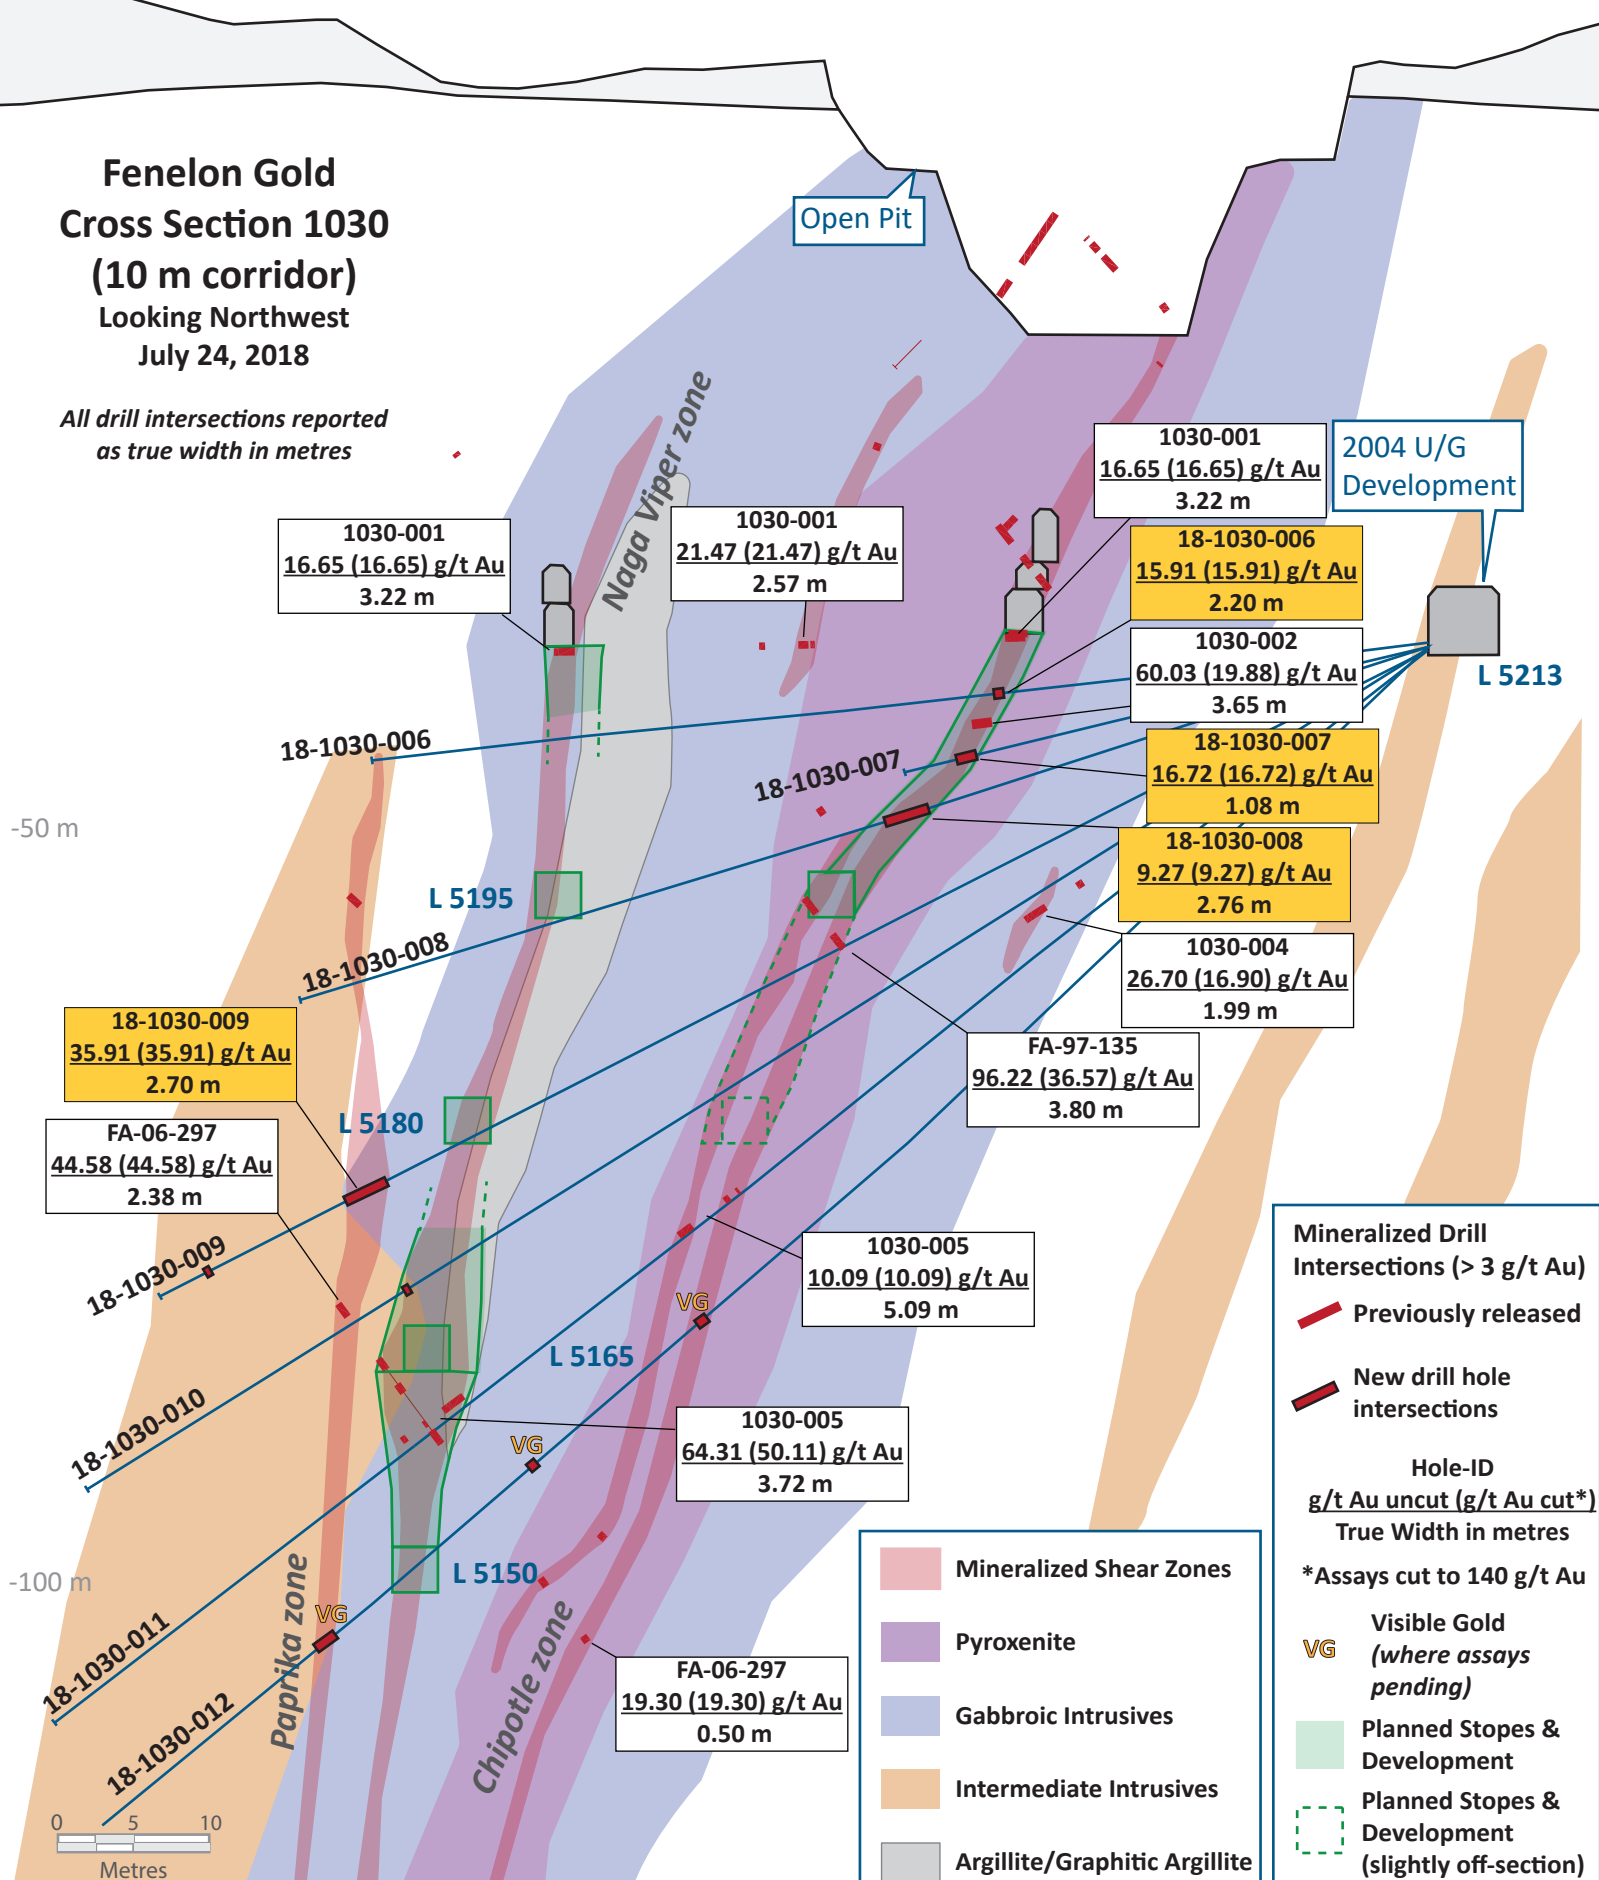 Fenelon Gold
Cross Section 1030
(10 m corridor)
Looking Northwest
July 24, 2018
All drill intersections reported
as true width in metres
Open Pit
Naga Viper zone
1030-001
16.65 (16.65) g/t Au
3.22 m
1030-001
21.47 (21.47) g/t Au
2.57 m
1030-001
16.65 (16.65) g/t Au
3.22 m
2004 U/G
Development
18-1030-006
15.91 (15.91) g/t Au
2.20 m
1030-002
60.03 (19.88) g/t Au
3.65 m
L 5213
18-1030-006
18-1030-007
18-1030-007
16.72 (16.72) g/t Au
1.08 m
-50 m
18-1030-008
9.27 (9.27) g/t Au
2.76 m
L 5195
18-1030-008
1030-004
26.70 (16.90) g/t Au
1.99 m
18-1030-009
35.91 (35.91) g/t Au
2.70 m
FA-97-135
96.22 (36.57) g/t Au
3.80 m
L 5180
FA-06-297
44.58 (44.58) g/t Au
2.38 m
18-1030-009
1030-005
10.09 (10.09) g/t Au
5.09 m
VG
L 5165
18-1030-010
1030-005
64.31 (50.11) g/t Au
3.72 m
VG
-100 m
L 5150
Paprika zone
VG
18-1030-011
Chipotle zone
FA-06-297
19.30 (19.30) g/t Au
0.50 m
18-1030-012
0 5 10
Metres
Mineralized Shear Zones
Pyroxenite
Gabbroic Intrusives
Intermediate Intrusives
Argillite/Graphitic Argillite
Mineralized Drill
Intersections (> 3 g/t Au)
Previously released
New drill hole
intersections
Hole-ID
g/t Au uncut (g/t Au cut*)
True Width in metres
*Assays cut to 140 g/t Au
VG
Visible Gold
(where assays
pending)
Planned Stopes &
Development
Planned Stopes &
Development
(slightly off-section)